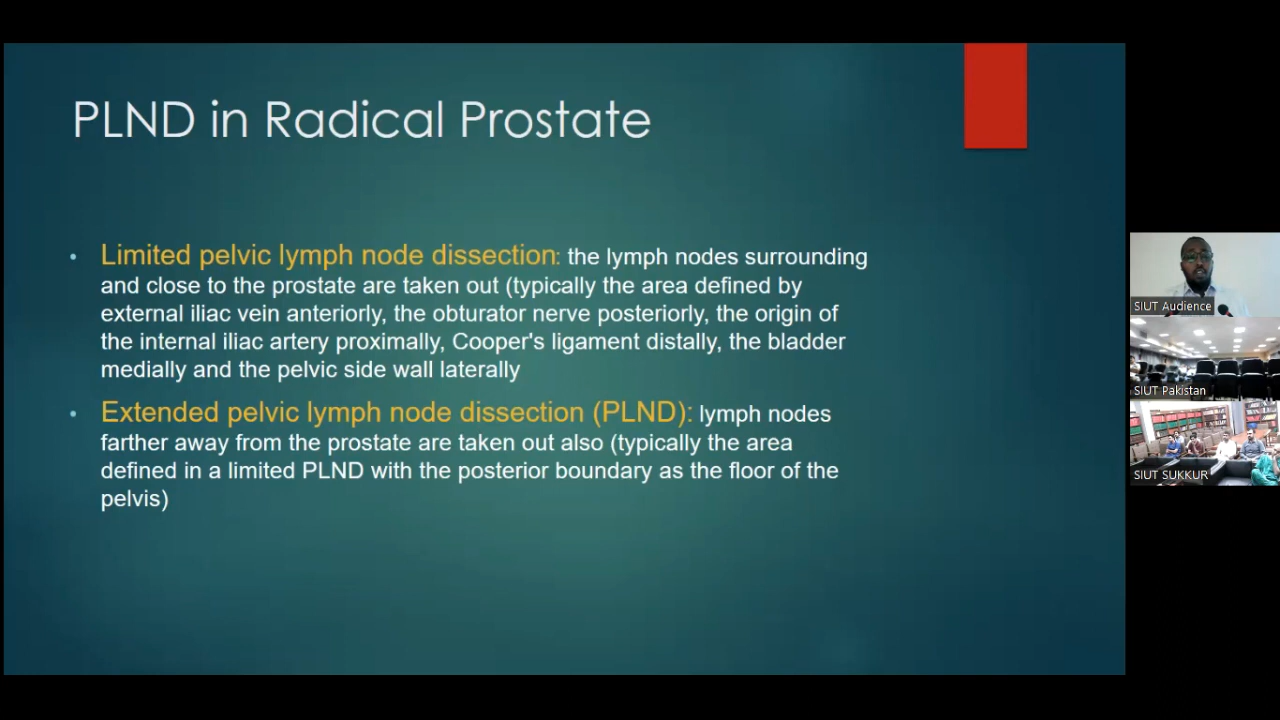 PLND in Radical Prostate
• Limited pelvic lymph node dissection: the lymph nodes surrounding
and close to the prostate are taken out (typically the area defined by
external iliac vein anteriorly, the obturator nerve posteriorly, the origin of
the internal iliac artery proximally, Cooper's ligament distally, the bladder
medially and the pelvic side wall laterally
• Extended pelvic lymph node dissection (PLND): lymph nodes
farther away from the prostate are taken out also (typically the area
defined in a limited PLND with the posterior boundary as the floor of the
pelvis)
SIUT Audience
SIUT Pakistan
SIUT SUKKUR